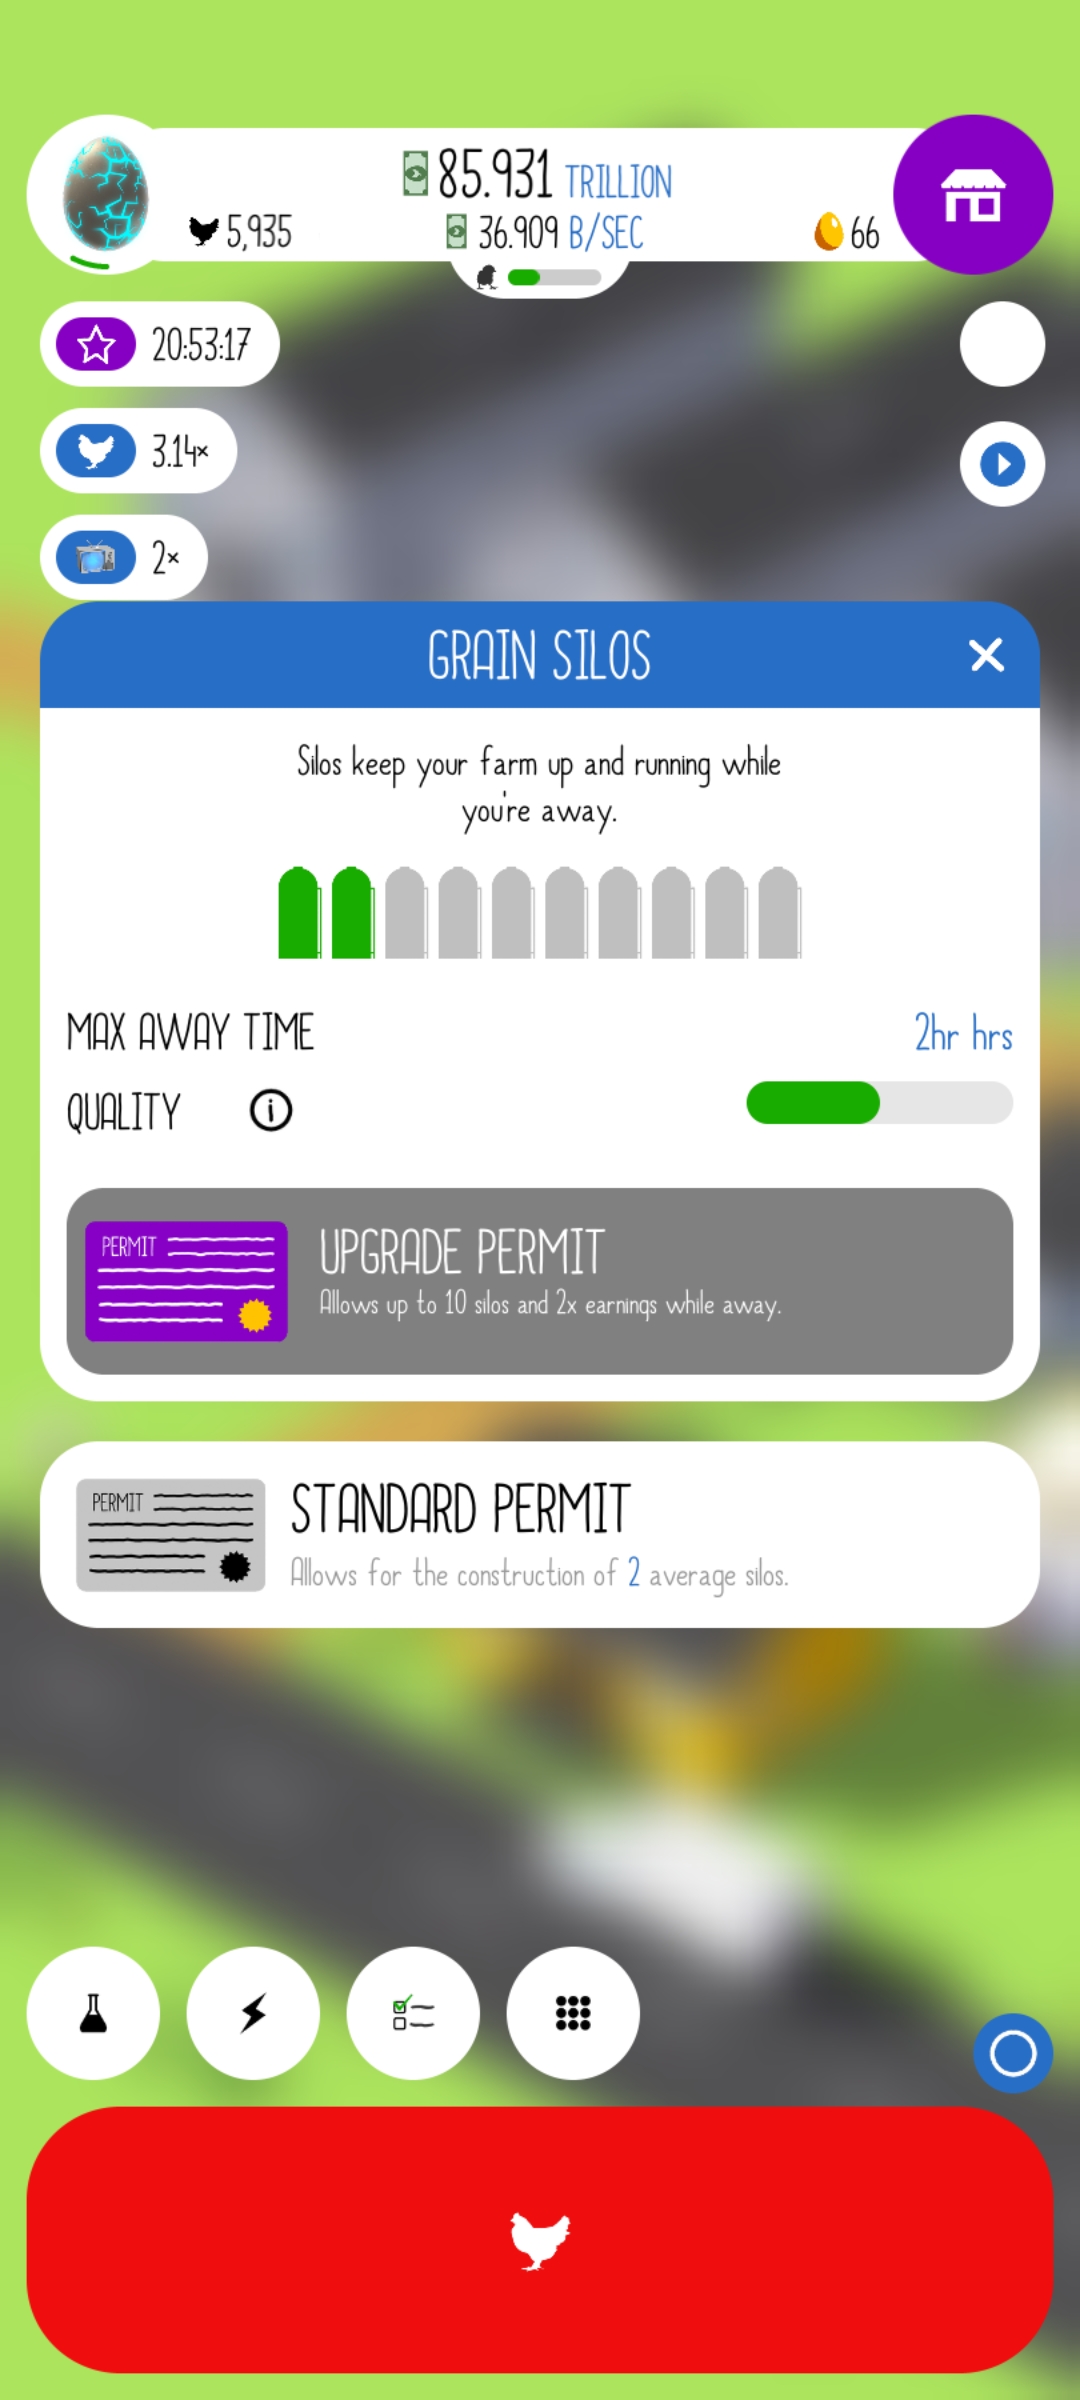 85.931 TRILLION
5,935
36.909 B/SEC
66
20:53:17
3.14×
2×
GRAIN SILOS
Silos keep your farm up and running while
you're away.
MAX AWAY TIME
2hr hrs
QUALITY
PERMIT
UPGRADE PERMIT
Allows up to 10 silos and 2x earnings while away.
PERMIT
STANDARD PERMIT
Allows for the construction of 2 average silos.